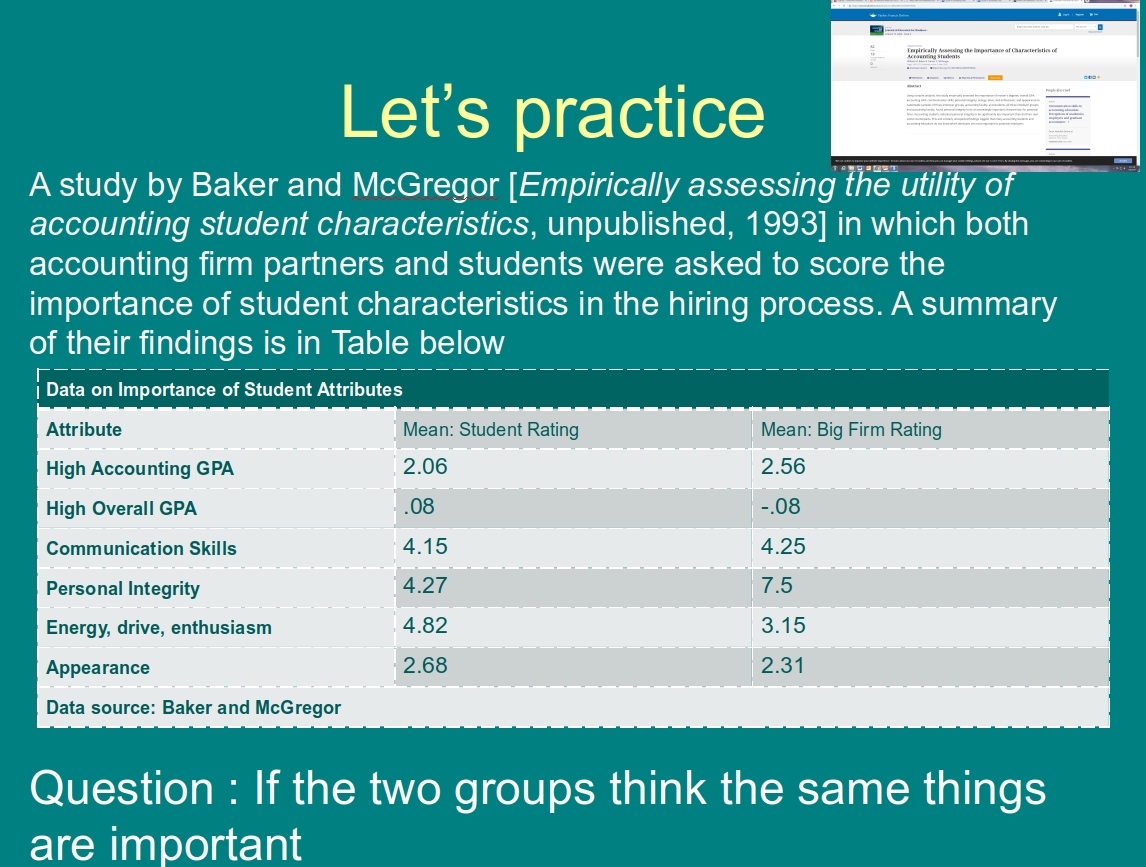 Empirically Assessing the Importance of Characteristics of
Accounting Students
Abstract
Let's practice
A study by Baker and McGregor [Empirically assessing the utility of
accounting student characteristics, unpublished, 1993] in which both
accounting firm partners and students were asked to score the
importance of student characteristics in the hiring process. A summary
of their findings is in Table below
Data on Importance of Student Attributes
Attribute Mean: Student Rating Mean: Big Firm Rating
High Accounting GPA 2.06 2.56
High Overall GPA .08 -.08
Communication Skills 4.15 4.25
Personal Integrity 4.27 7.5
Energy, drive, enthusiasm 4.82 3.15
Appearance 2.68 2.31
Data source: Baker and McGregor
Question : If the two groups think the same things
are important